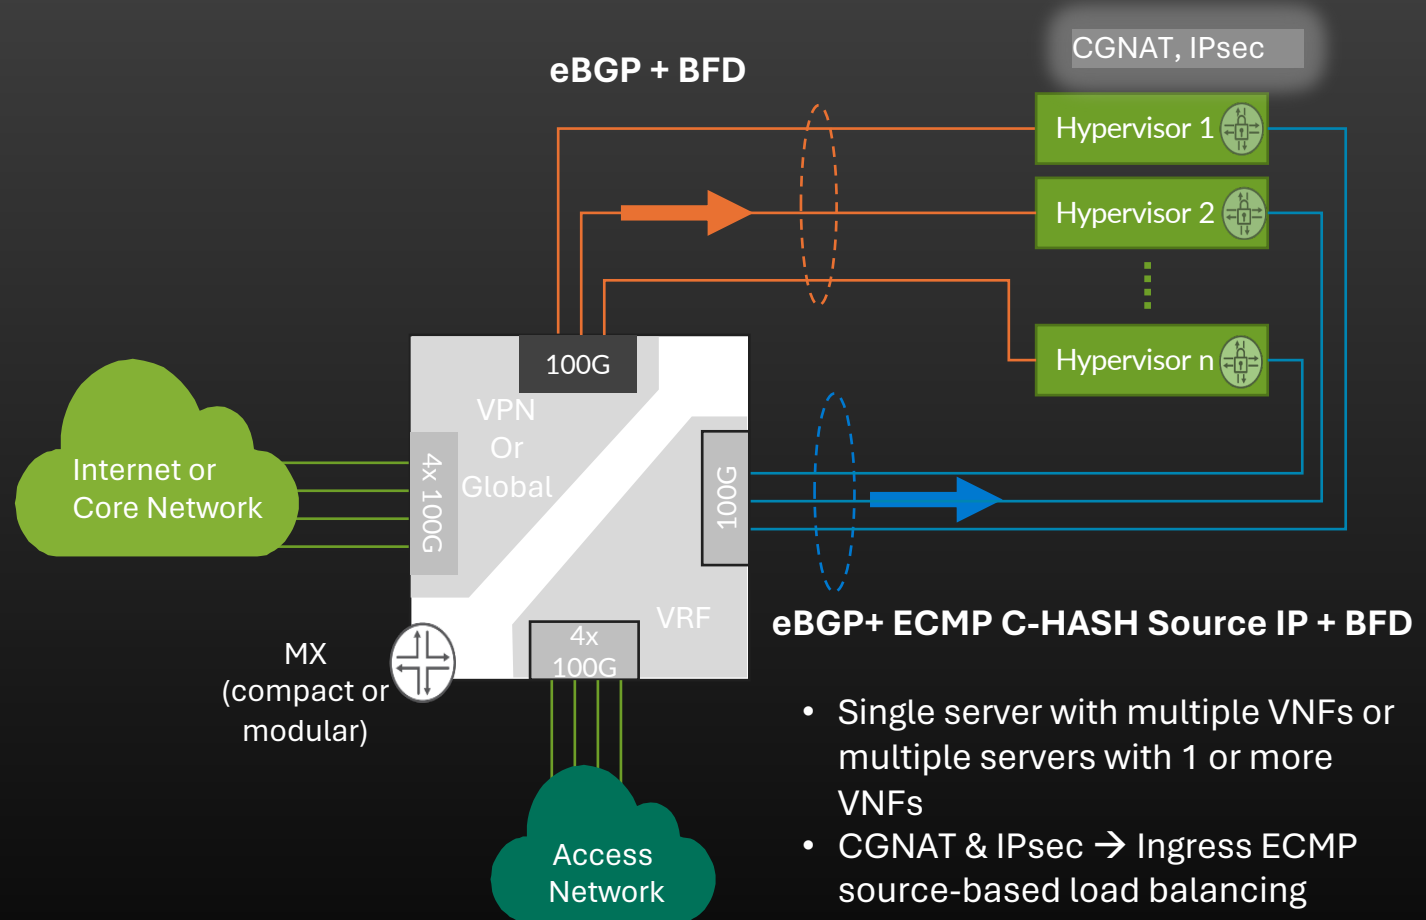 CGNAT, IPsec
eBGP + BFD
Hypervisor 1
Hypervisor 2
Hypervisor n
100G
VPN
Or
Global
4x 100G
Internet or
Core Network
100G
VRF
4x
100G
MX
(compact or
modular)
Access
Network
eBGP+ ECMP C-HASH Source IP + BFD
• Single server with multiple VNFs or
multiple servers with 1 or more
VNFs
• CGNAT & IPsec → Ingress ECMP
source-based load balancing